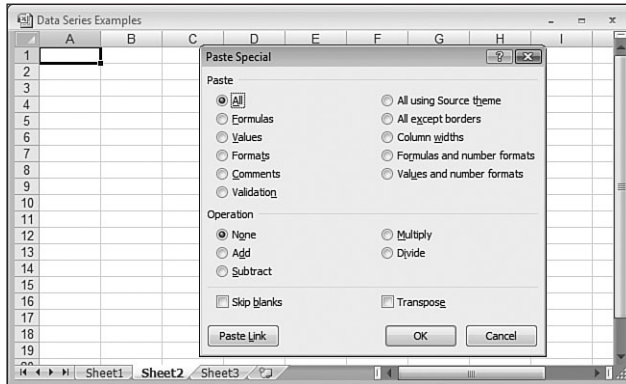 Data Series Examples
A B C D E F G H I
1
2
3
4
5
6
7
8
9
10
11
12
13
14
15
16
17
18
19
Paste Special
Paste
All
Formulas
Values
Formats
Comments
Validation
All using Source theme
All except borders
Column widths
Formulas and number formats
Values and number formats
Operation
None
Add
Subtract
Multiply
Divide
Skip blanks
Transpose
Paste Link
OK
Cancel
Sheet1 Sheet2 Sheet3